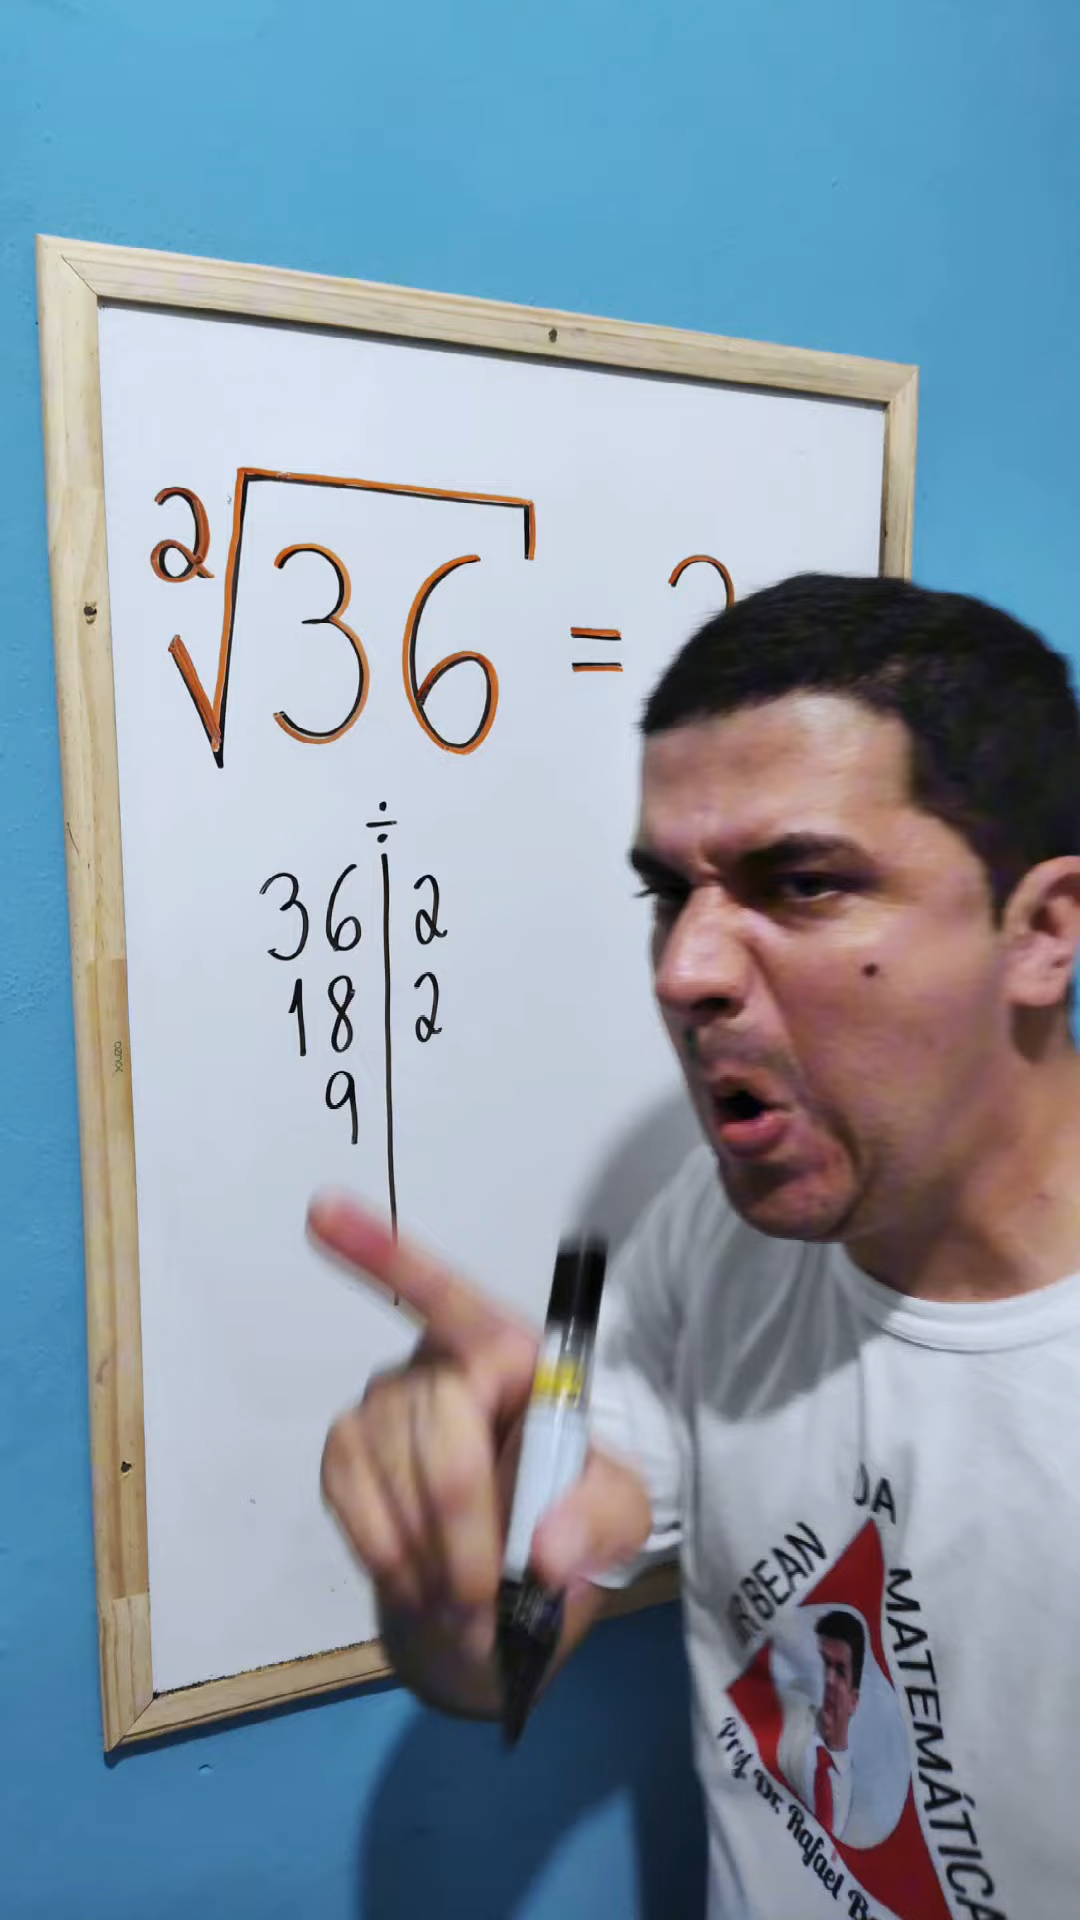 ²√36 = ?
÷
36 | 2
18 | 2
9 |
DA
MATEMÁTICA
Prof. Dr. Rafael